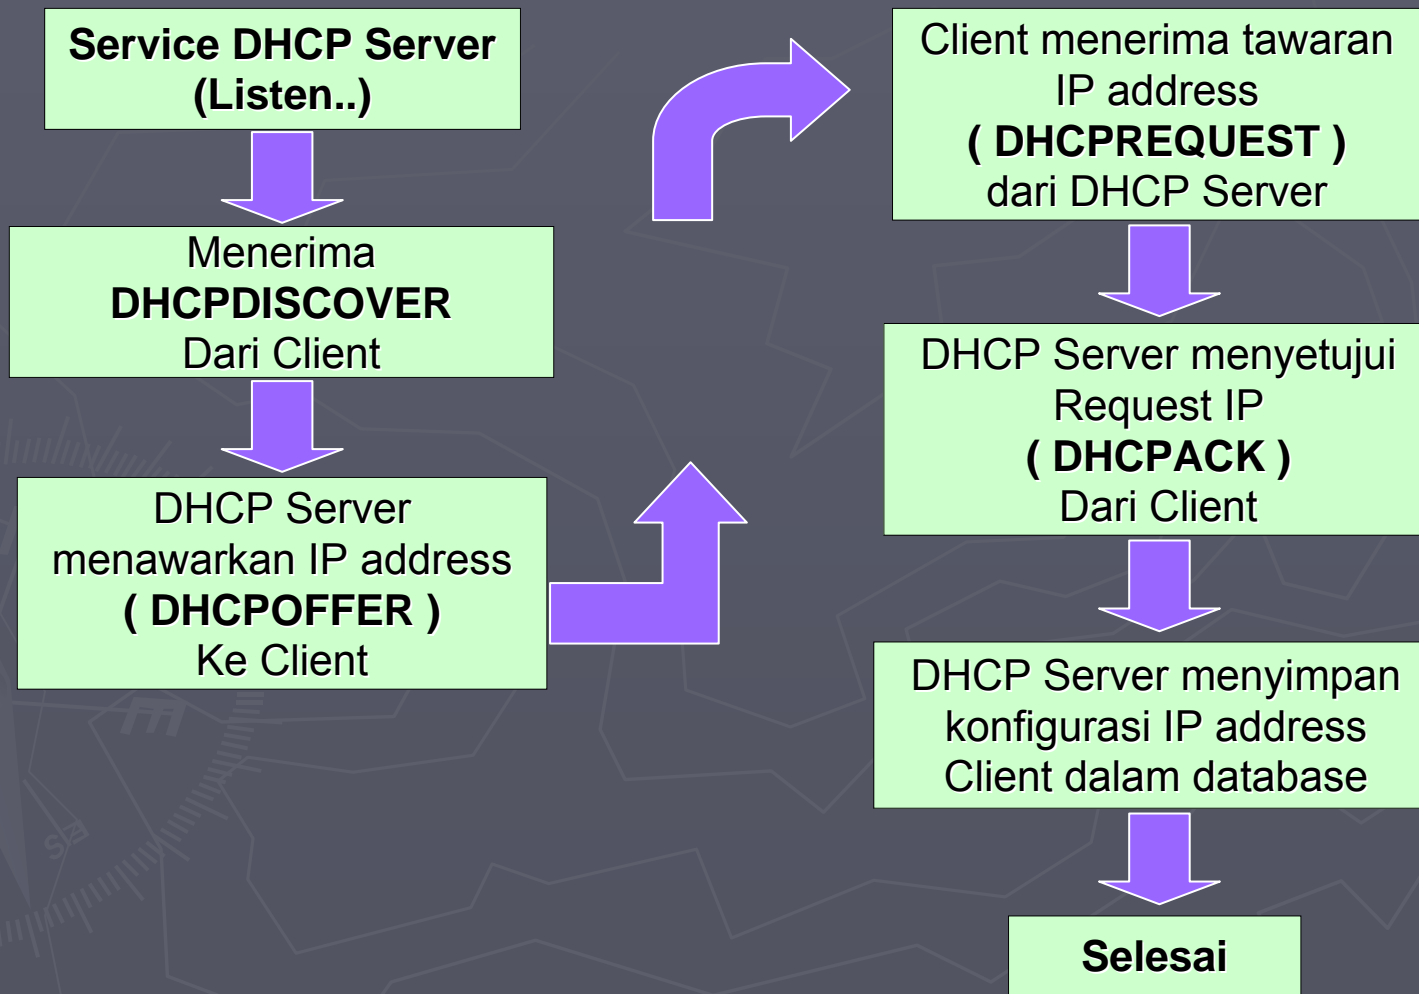 Service DHCP Server
(Listen..)
Menerima
DHCPDISCOVER
Dari Client
DHCP Server
menawarkan IP address
( DHCPOFFER )
Ke Client
Client menerima tawaran
IP address
( DHCPREQUEST )
dari DHCP Server
DHCP Server menyetujui
Request IP
( DHCPACK )
Dari Client
DHCP Server menyimpan
konfigurasi IP address
Client dalam database
Selesai
E
SE